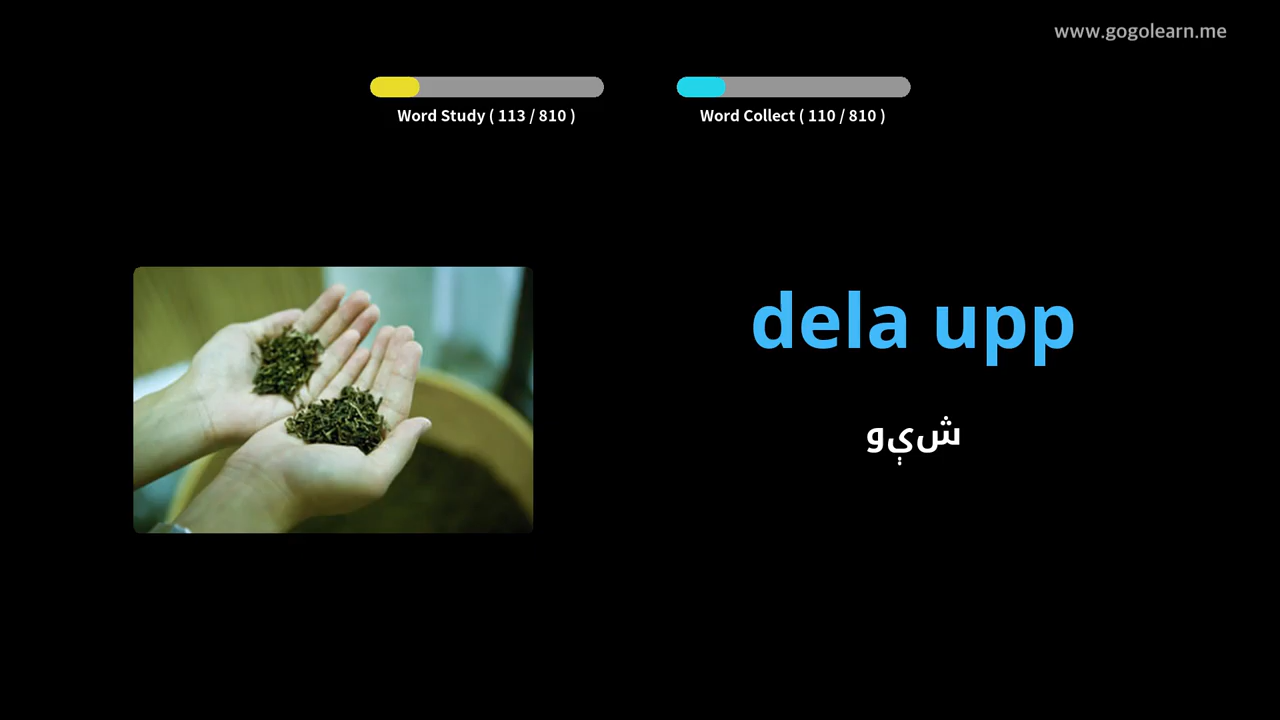 www.gogolearn.me
Word Study ( 113 / 810 )
Word Collect ( 110 / 810 )
dela upp
شېو